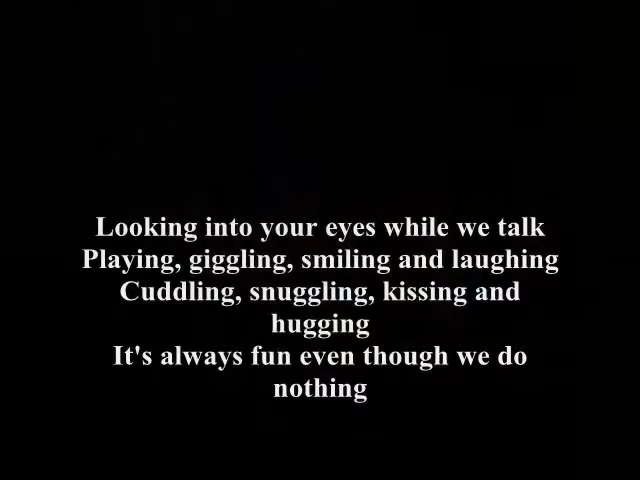 Looking into your eyes while we talk
Playing, giggling, smiling and laughing
Cuddling, snuggling, kissing and
hugging
It's always fun even though we do
nothing